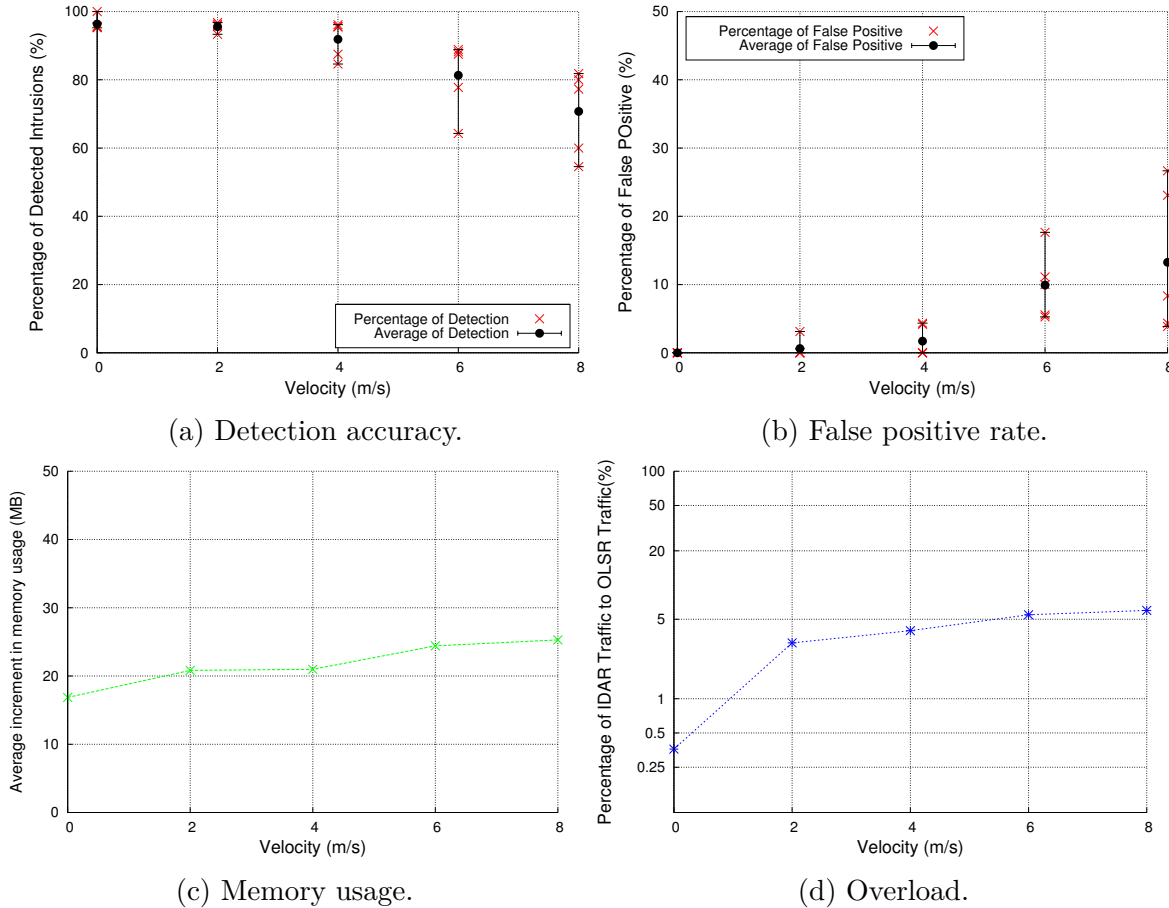 Percentage of Detected Intrusions (%)
100
80
60
40
20
0
Percentage of Detection
Average of Detection
0 2 4 6 8
Velocity (m/s)
(a) Detection accuracy.
Percentage of False POsitive (%)
50
40
30
20
10
0
Percentage of False Positive
Average of False Positive
0 2 4 6 8
Velocity (m/s)
(b) False positive rate.
Average increment in memory usage (MB)
50
40
30
20
10
0
0 2 4 6 8
Velocity (m/s)
(c) Memory usage.
Percentage of IDAR Traffic to OLSR Traffic(%)
100
50
20
5
1
0.5
0.25
0 2 4 6 8
Velocity (m/s)
(d) Overload.